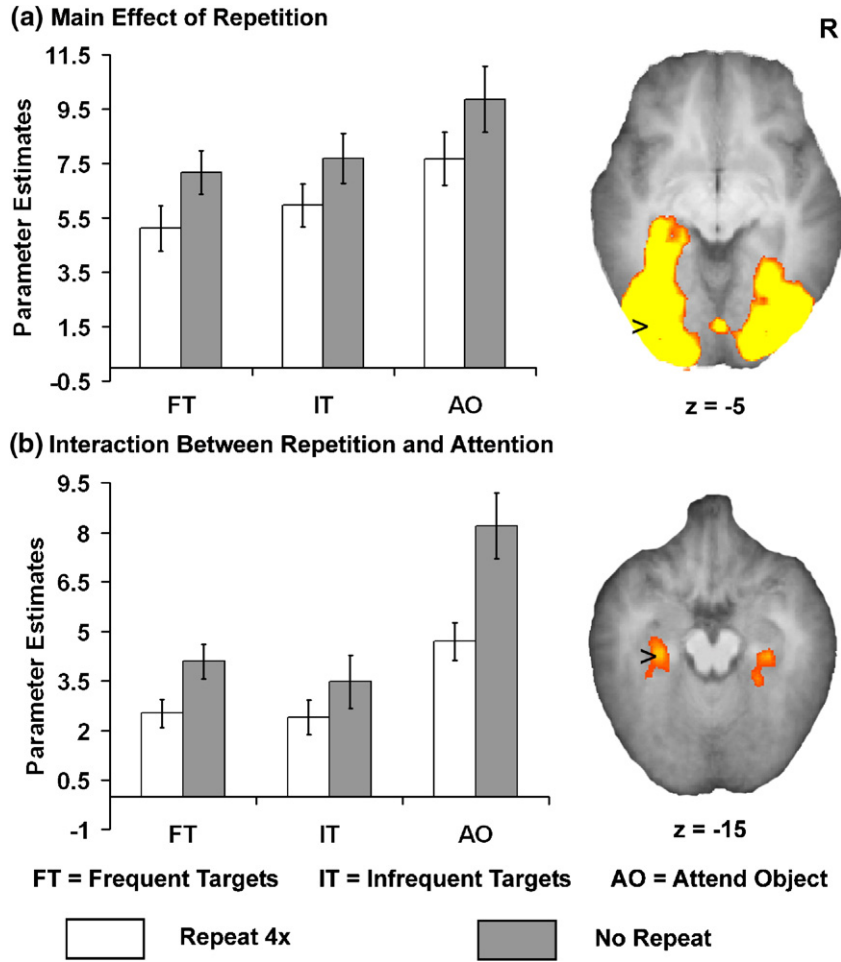 (a) Main Effect of Repetition
R
11.5
9.5
7.5
5.5
3.5
1.5
-0.5
Parameter Estimates
FT IT AO
>
z = -5
(b) Interaction Between Repetition and Attention
9.5
8
6.5
5
3.5
2
0.5
-1
Parameter Estimates
FT IT AO
>
z = -15
FT = Frequent Targets IT = Infrequent Targets AO = Attend Object
Repeat 4x No Repeat